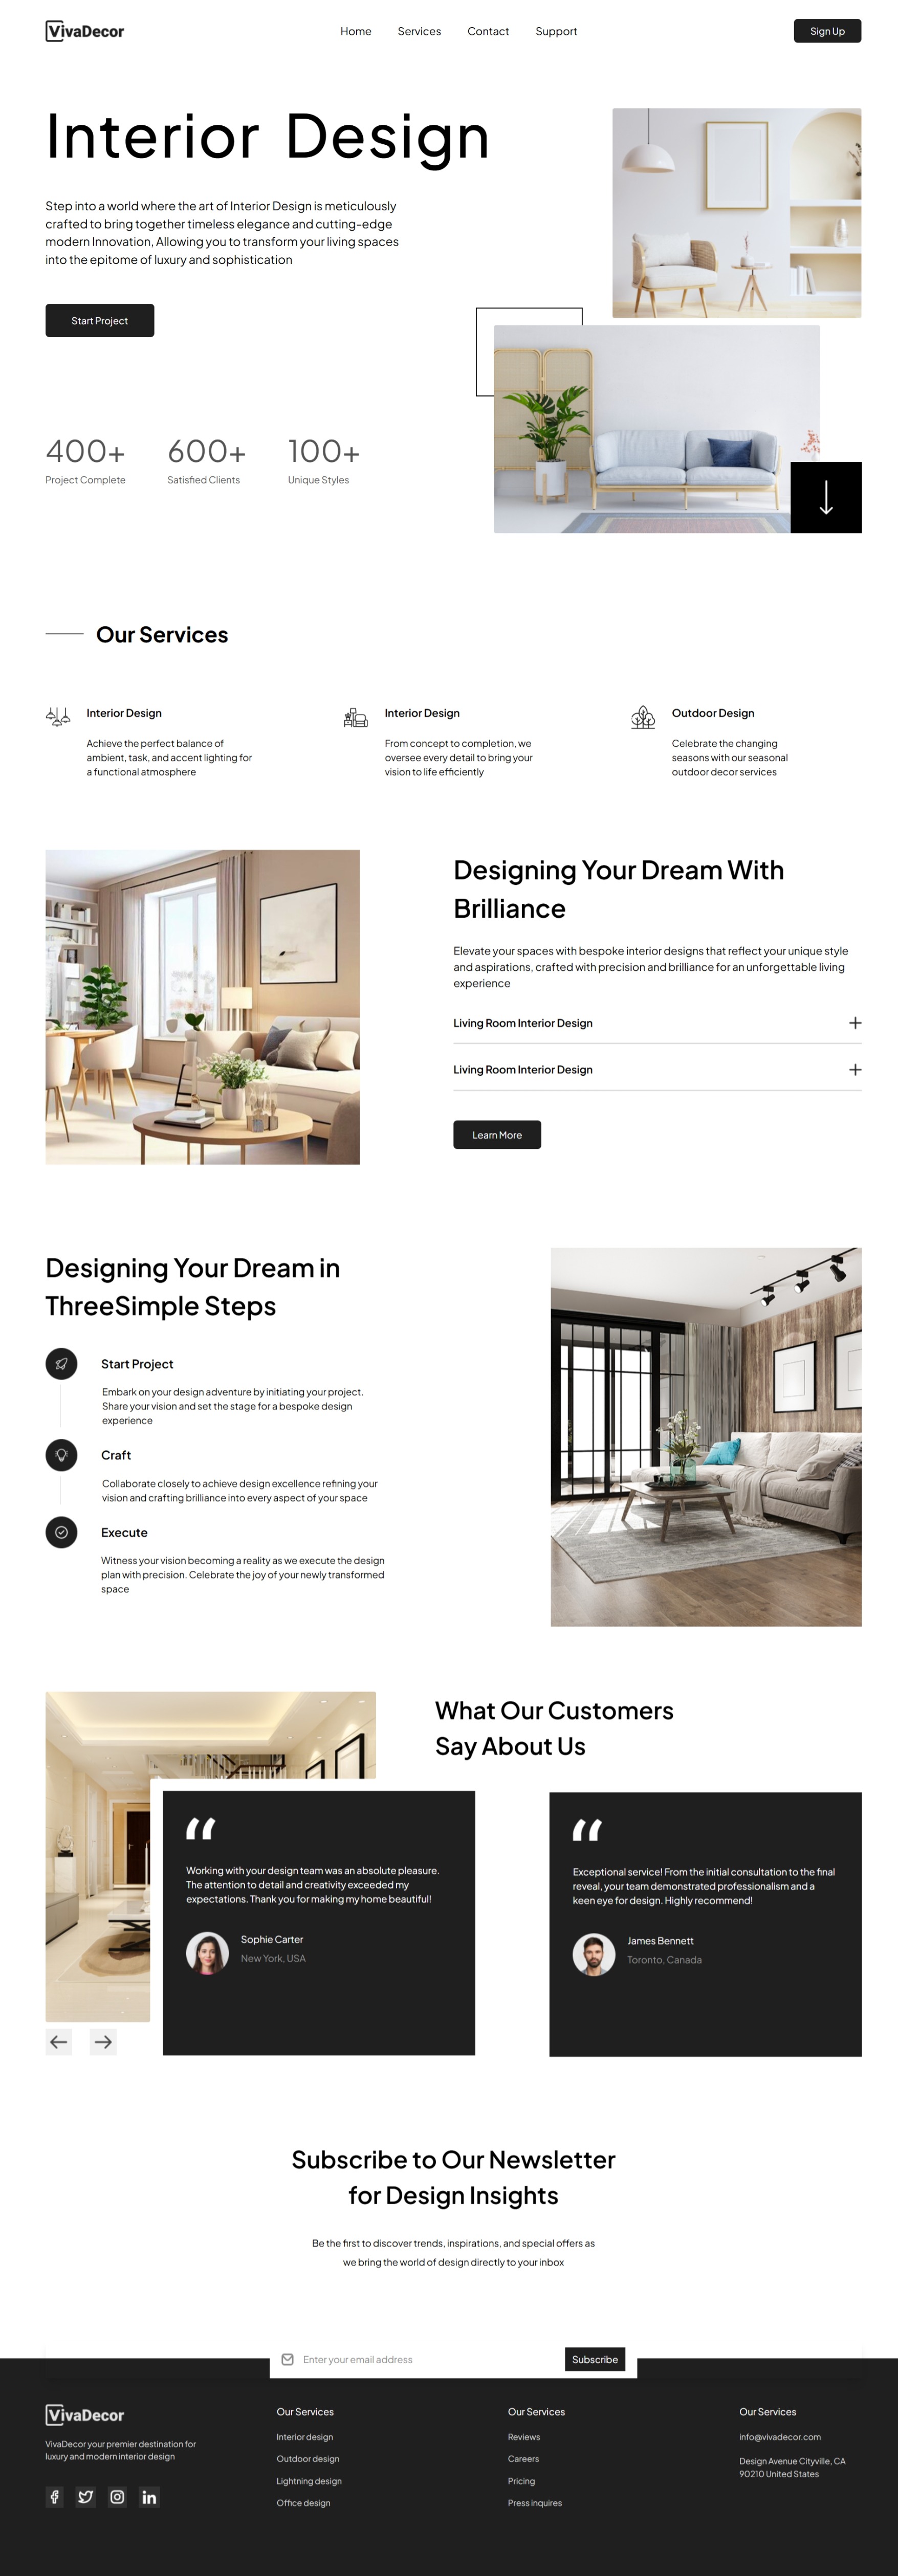 VivaDecor
Home
Services
Contact
Support
Sign Up
Interior Design
Step into a world where the art of Interior Design is meticulously
crafted to bring together timeless elegance and cutting-edge
modern Innovation, Allowing you to transform your living spaces
into the epitome of luxury and sophistication
Start Project
400+
Project Complete
600+
Satisfied Clients
100+
Unique Styles
Our Services
Interior Design
Achieve the perfect balance of
ambient, task, and accent lighting for
a functional atmosphere
Interior Design
From concept to completion, we
oversee every detail to bring your
vision to life efficiently
Outdoor Design
Celebrate the changing
seasons with our seasonal
outdoor decor services
Designing Your Dream With
Brilliance
Elevate your spaces with bespoke interior designs that reflect your unique style
and aspirations, crafted with precision and brilliance for an unforgettable living
experience
Living Room Interior Design
Living Room Interior Design
Learn More
Designing Your Dream in
ThreeSimple Steps
Start Project
Embark on your design adventure by initiating your project.
Share your vision and set the stage for a bespoke design
experience
Craft
Collaborate closely to achieve design excellence refining your
vision and crafting brilliance into every aspect of your space
Execute
Witness your vision becoming a reality as we execute the design
plan with precision. Celebrate the joy of your newly transformed
space
What Our Customers
Say About Us
“
Working with your design team was an absolute pleasure.
The attention to detail and creativity exceeded my
expectations. Thank you for making my home beautiful!
Sophie Carter
New York, USA
“
Exceptional service! From the initial consultation to the final
reveal, your team demonstrated professionalism and a
keen eye for design. Highly recommend!
James Bennett
Toronto, Canada
Subscribe to Our Newsletter
for Design Insights
Be the first to discover trends, inspirations, and special offers as
we bring the world of design directly to your inbox
Enter your email address
Subscribe
VivaDecor
VivaDecor your premier destination for
luxury and modern interior design
Our Services
Interior design
Outdoor design
Lightning design
Office design
Our Services
Reviews
Careers
Pricing
Press inquires
Our Services
info@vivadecor.com
Design Avenue Cityville, CA
90210 United States